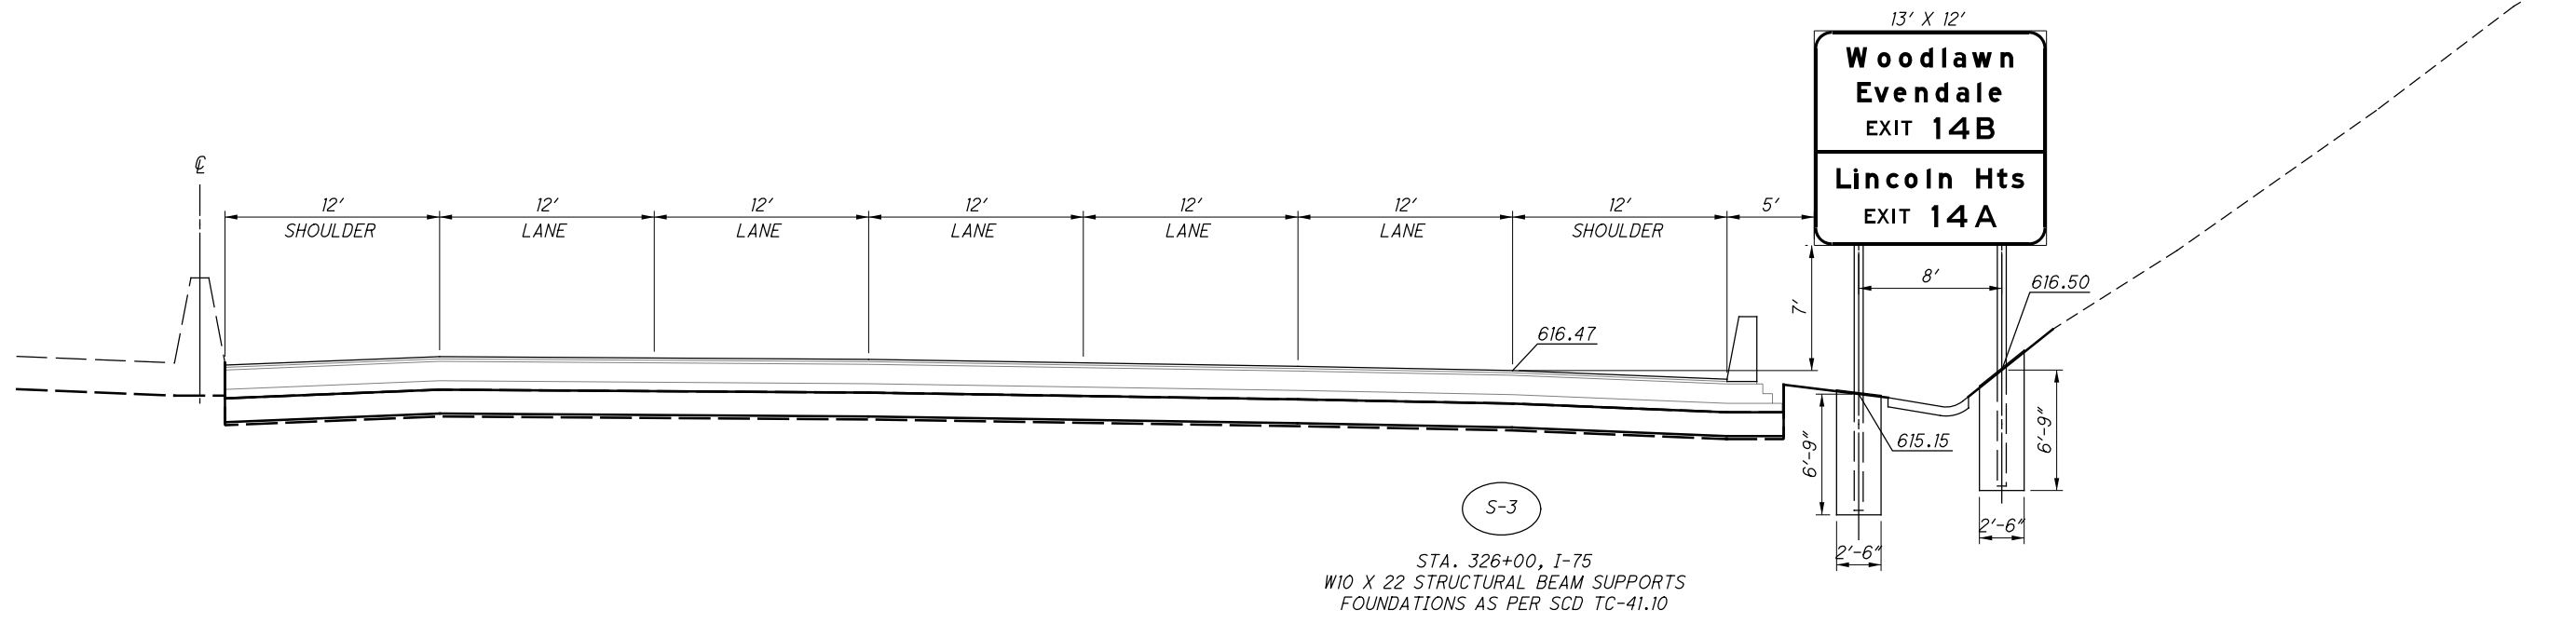 13' X 12'
Woodlawn
Evendale
EXIT 14B
Lincoln Hts
EXIT 14A
℄
12' 12' 12' 12' 12' 12' 12' 5'
SHOULDER LANE LANE LANE LANE LANE SHOULDER
8'
616.50
7'
616.47
615.15
6'-9"
6'-9"
2'-6"
2'-6"
S-3
STA. 326+00, I-75
W10 X 22 STRUCTURAL BEAM SUPPORTS
FOUNDATIONS AS PER SCD TC-41.10